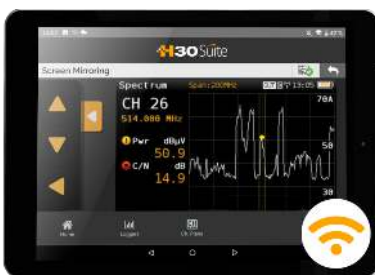 H30 Suite
Screen Mirroring
Spectrum Span:200MHz 13:05
CH 26 70A
514.000 MHz
Pwr dBµV
50.9 50
C/N dB
14.9
30
Home Logger